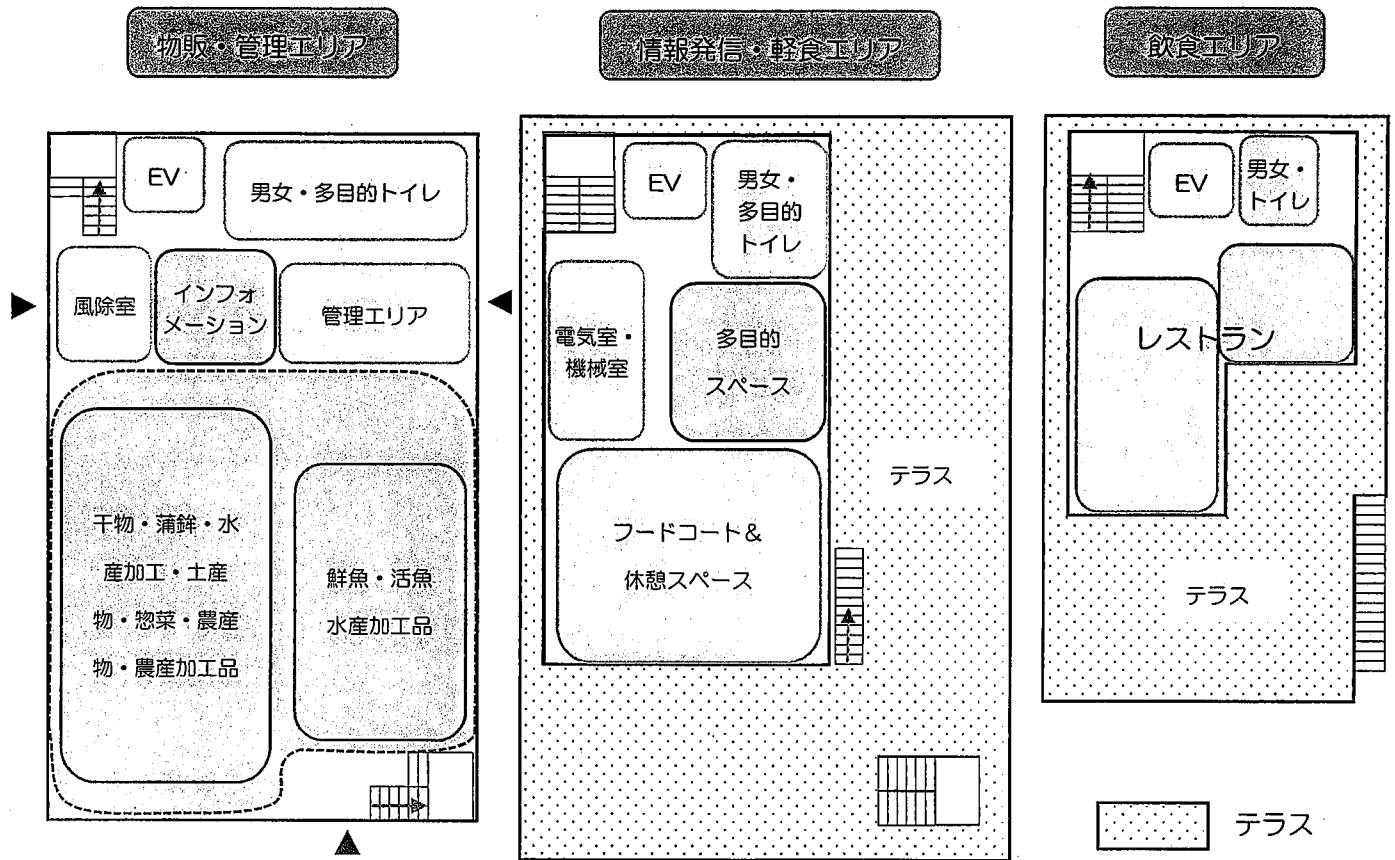 物販・管理エリア
EV
男女・多目的トイレ
風除室
インフォ
メーション
管理エリア
干物・蒲鉾・水
産加工・土産
物・惣菜・農産
物・農産加工品
鮮魚・活魚
水産加工品
情報発信・軽食エリア
EV
男女・
多目的
トイレ
電気室・
機械室
多目的
スペース
フードコート＆
休憩スペース
テラス
飲食エリア
EV
男女・
トイレ
レストラン
テラス
テラス